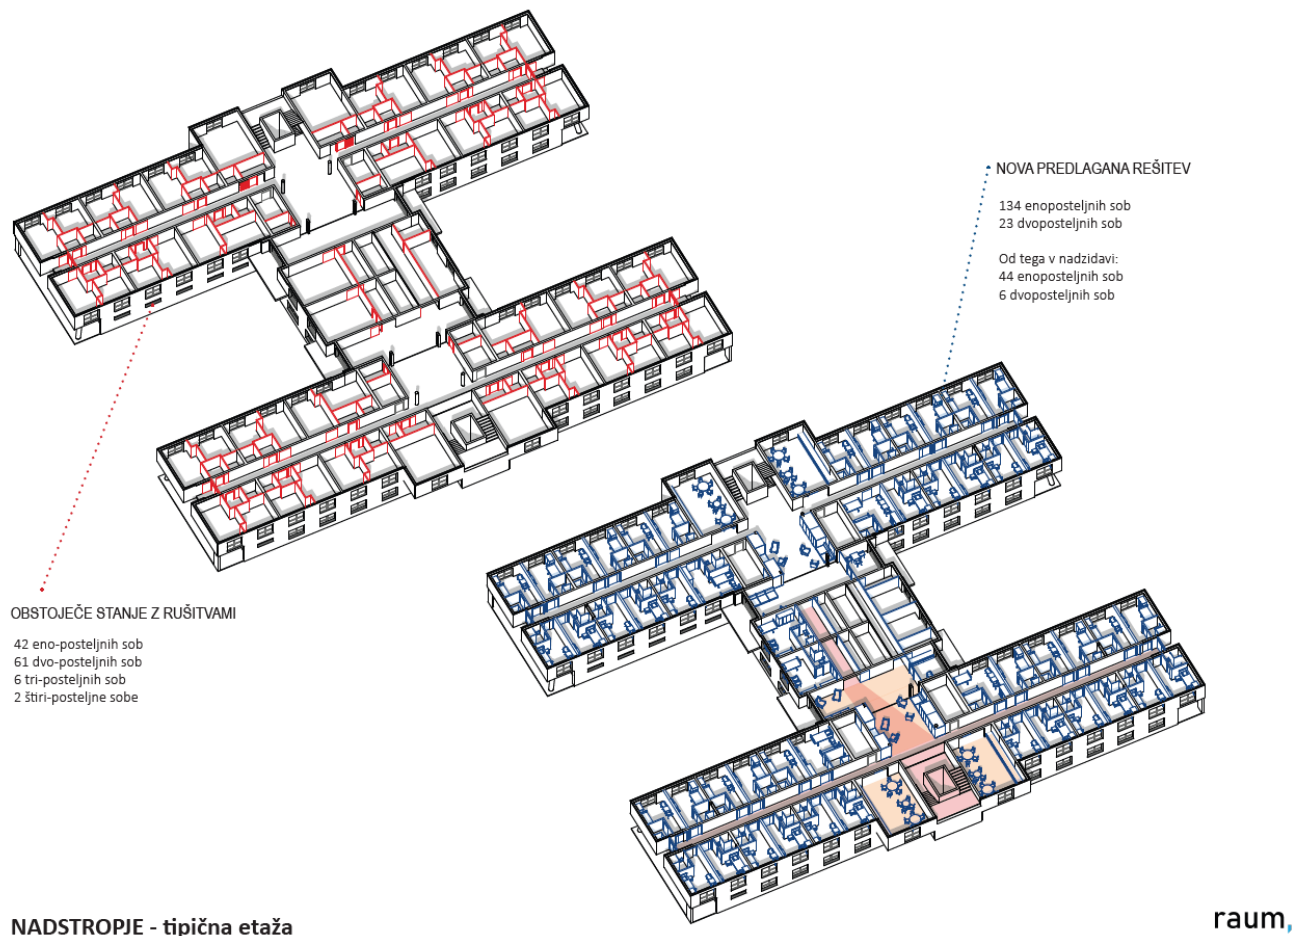 NOVA PREDLAGANA REŠITEV
134 enoposteljnih sob
23 dvoposteljnih sob
Od tega v nadzidavi:
44 enoposteljnih sob
6 dvoposteljnih sob
OBSTOJEČE STANJE Z RUŠITVAMI
42 eno-posteljnih sob
61 dvo-posteljnih sob
6 tri-posteljnih sob
2 štiri-posteljne sobe
NADSTROPJE - tipična etaža
raum,